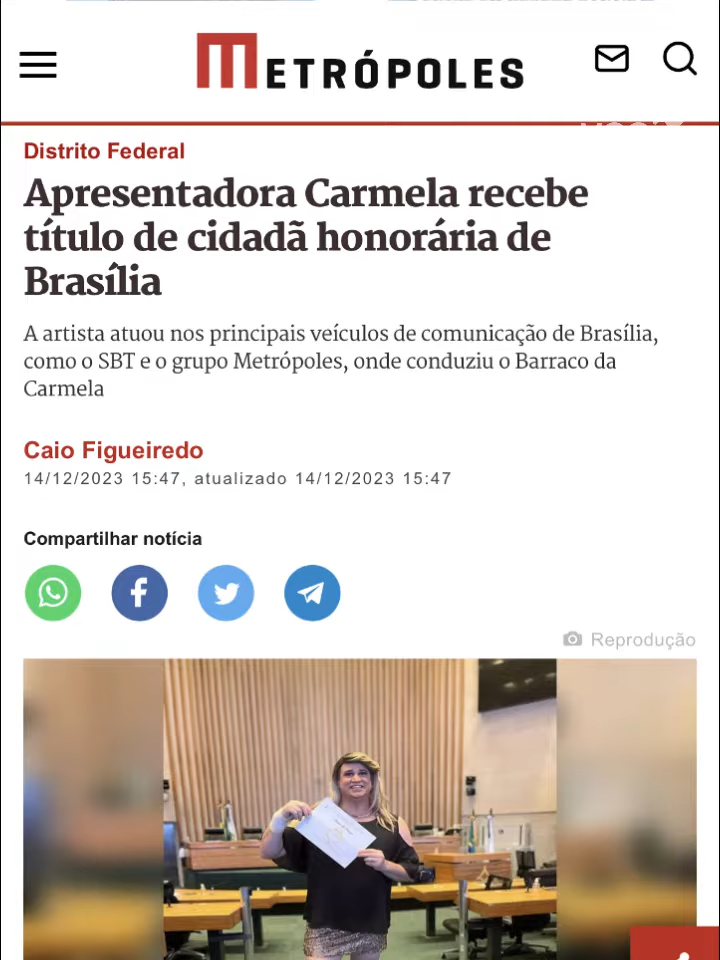 METRÓPOLES
Distrito Federal
Apresentadora Carmela recebe
título de cidadã honorária de
Brasília
A artista atuou nos principais veículos de comunicação de Brasília,
como o SBT e o grupo Metrópoles, onde conduziu o Barraco da
Carmela
Caio Figueiredo
14/12/2023 15:47, atualizado 14/12/2023 15:47
Compartilhar notícia
Reprodução